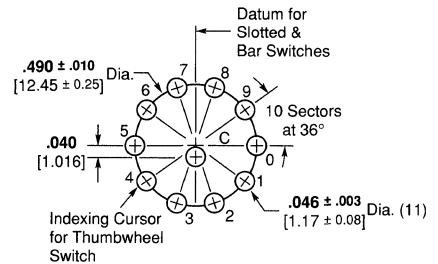 Datum for
Slotted &
Bar Switches
.490 ± .010 Dia.
[12.45 ± 0.25]
7
8
6
9
10 Sectors
at 36°
5
C
0
.040
[1.016]
4
1
3
2
.046 ± .003 Dia. (11)
[1.17 ± 0.08]
Indexing Cursor
for Thumbwheel
Switch